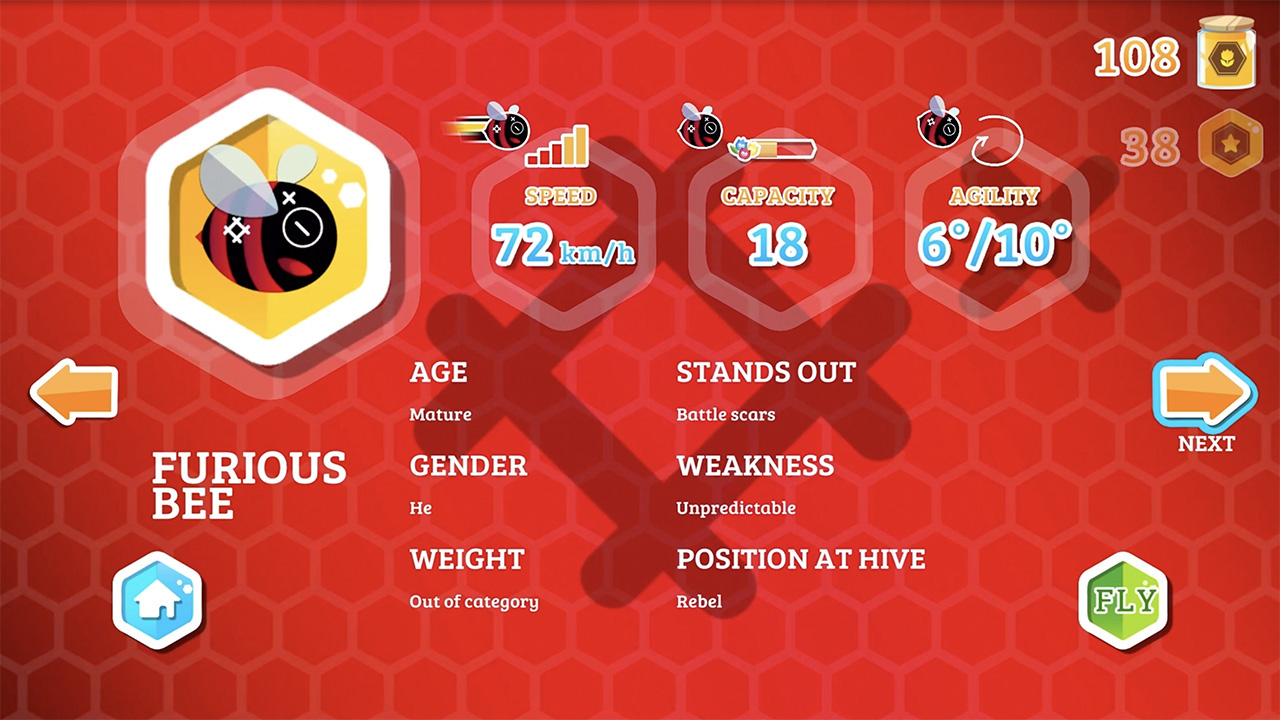 108
38
SPEED
72 km/h
CAPACITY
18
AGILITY
6°/10°
AGE
Mature
STANDS OUT
Battle scars
NEXT
FURIOUS
BEE
GENDER
He
WEAKNESS
Unpredictable
WEIGHT
Out of category
POSITION AT HIVE
Rebel
FLY